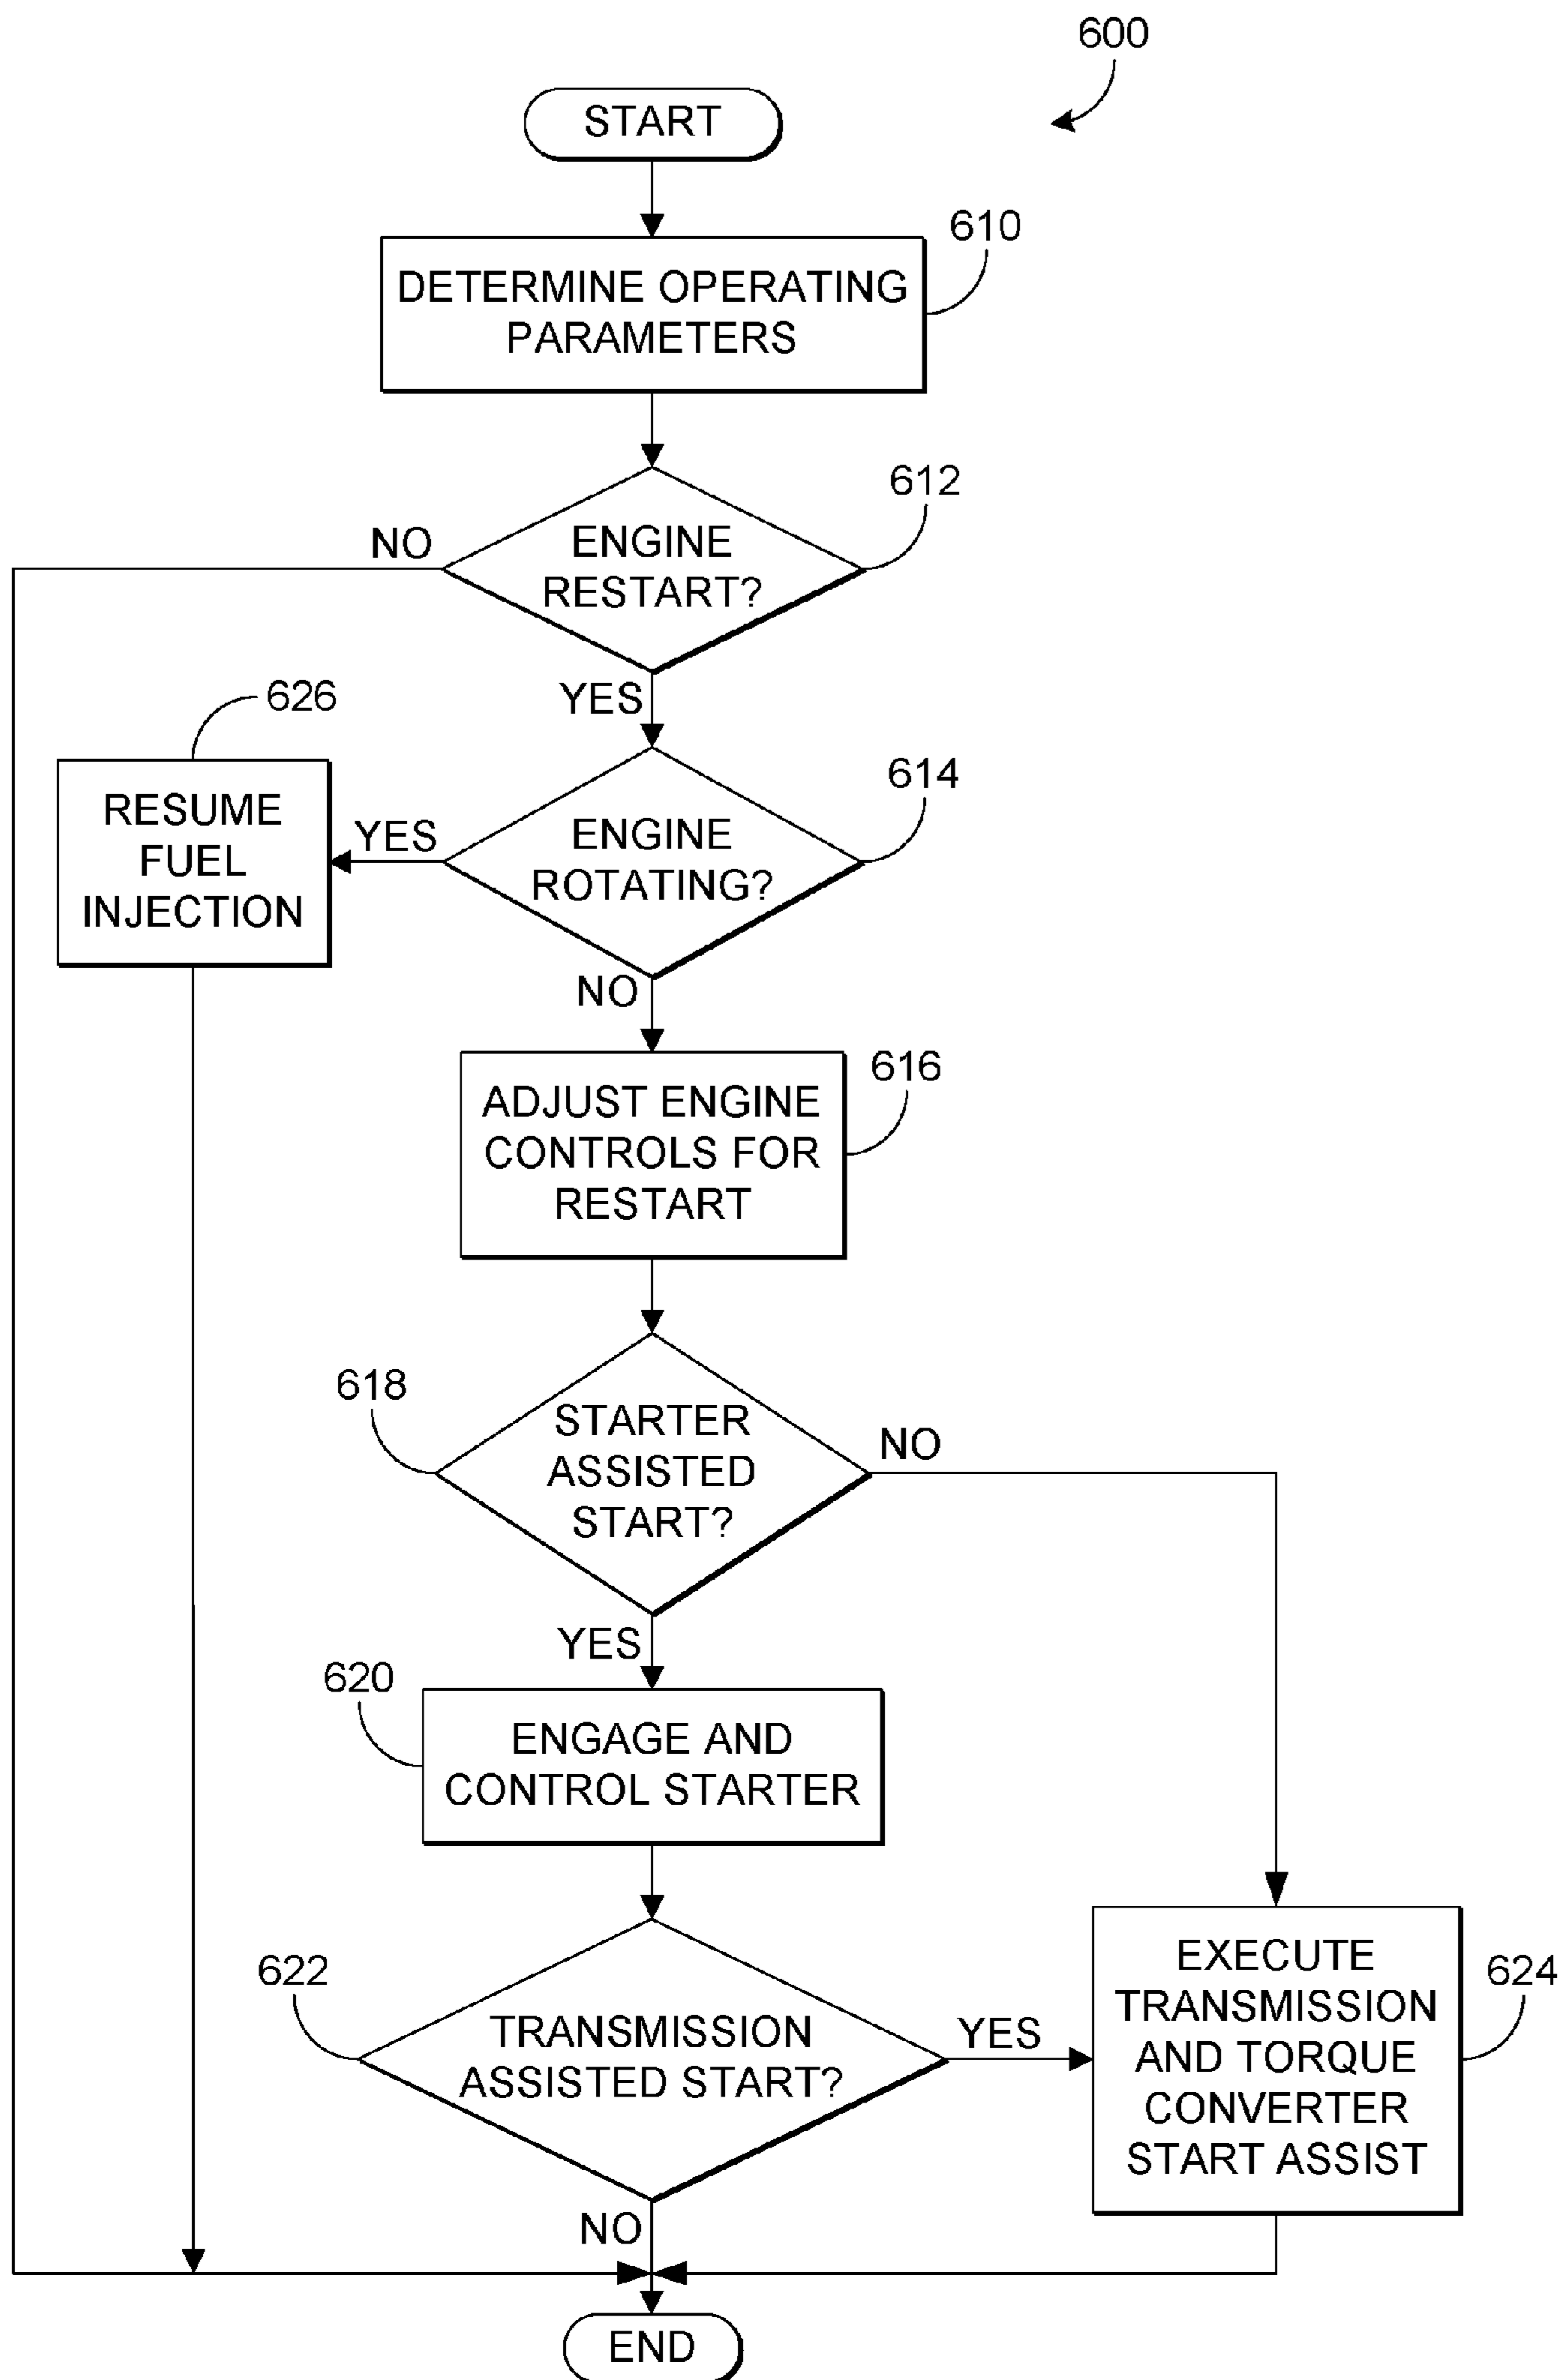 600
START
610
DETERMINE OPERATING
PARAMETERS
612
NO
ENGINE
RESTART?
YES
626
614
RESUME
FUEL
INJECTION
YES
ENGINE
ROTATING?
NO
616
ADJUST ENGINE
CONTROLS FOR
RESTART
618
STARTER
ASSISTED
START?
NO
YES
620
ENGAGE AND
CONTROL STARTER
622
TRANSMISSION
ASSISTED START?
YES
EXECUTE
TRANSMISSION
AND TORQUE
CONVERTER
START ASSIST
624
NO
END